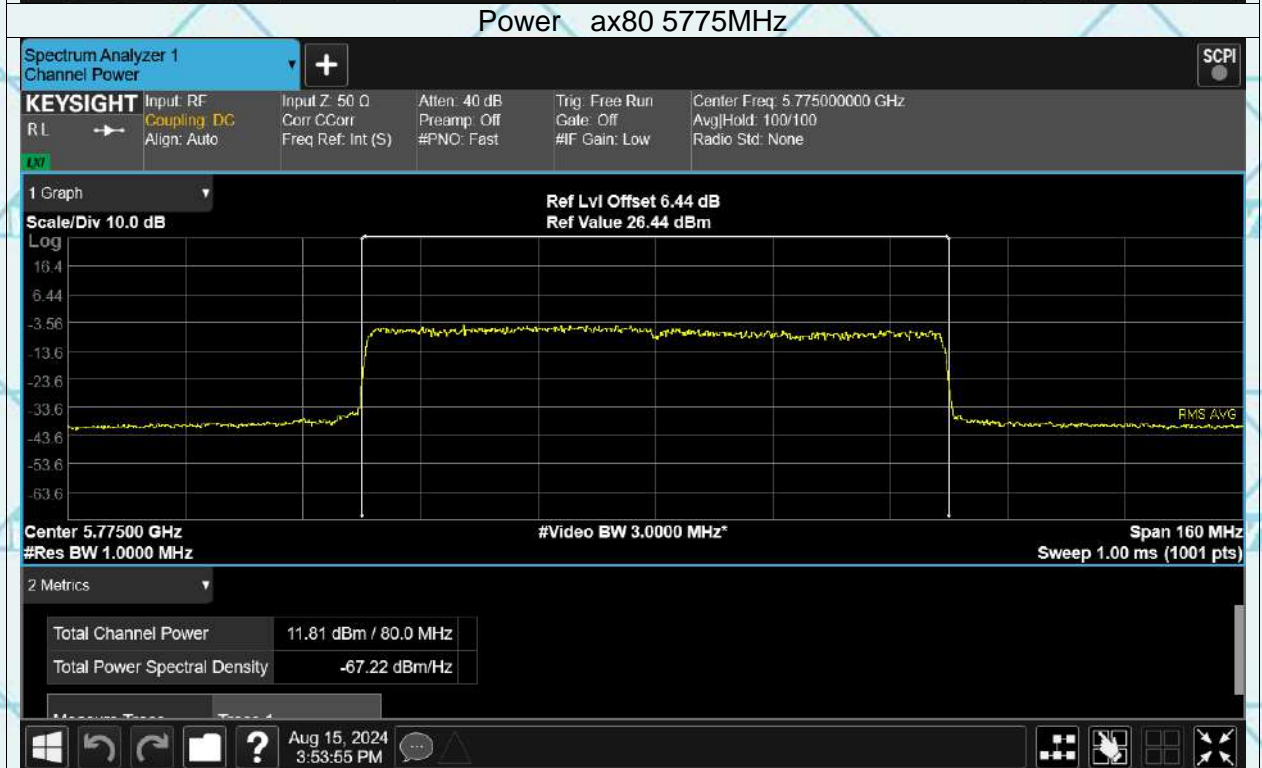 Power ax80 5775MHz
Spectrum Analyzer 1
Channel Power
+
SCPI
KEYSIGHT Input: RF Input Z: 50 Ω Atten: 40 dB Trig: Free Run Center Freq: 5.775000000 GHz
RL Coupling: DC Corr CCorr Preamp: Off Gate: Off Avg|Hold: 100/100
Align: Auto Freq Ref: Int (S) #PNO: Fast #IF Gain: Low Radio Std: None
LXI
1 Graph
Ref Lvl Offset 6.44 dB
Scale/Div 10.0 dB Ref Value 26.44 dBm
Log
16.4
6.44
-3.56
-13.6
-23.6
-33.6
RMS AVG
-43.6
-53.6
-63.6
Center 5.77500 GHz #Video BW 3.0000 MHz* Span 160 MHz
#Res BW 1.0000 MHz Sweep 1.00 ms (1001 pts)
2 Metrics
Total Channel Power 11.81 dBm / 80.0 MHz
Total Power Spectral Density -67.22 dBm/Hz
? Aug 15, 2024
3:53:55 PM